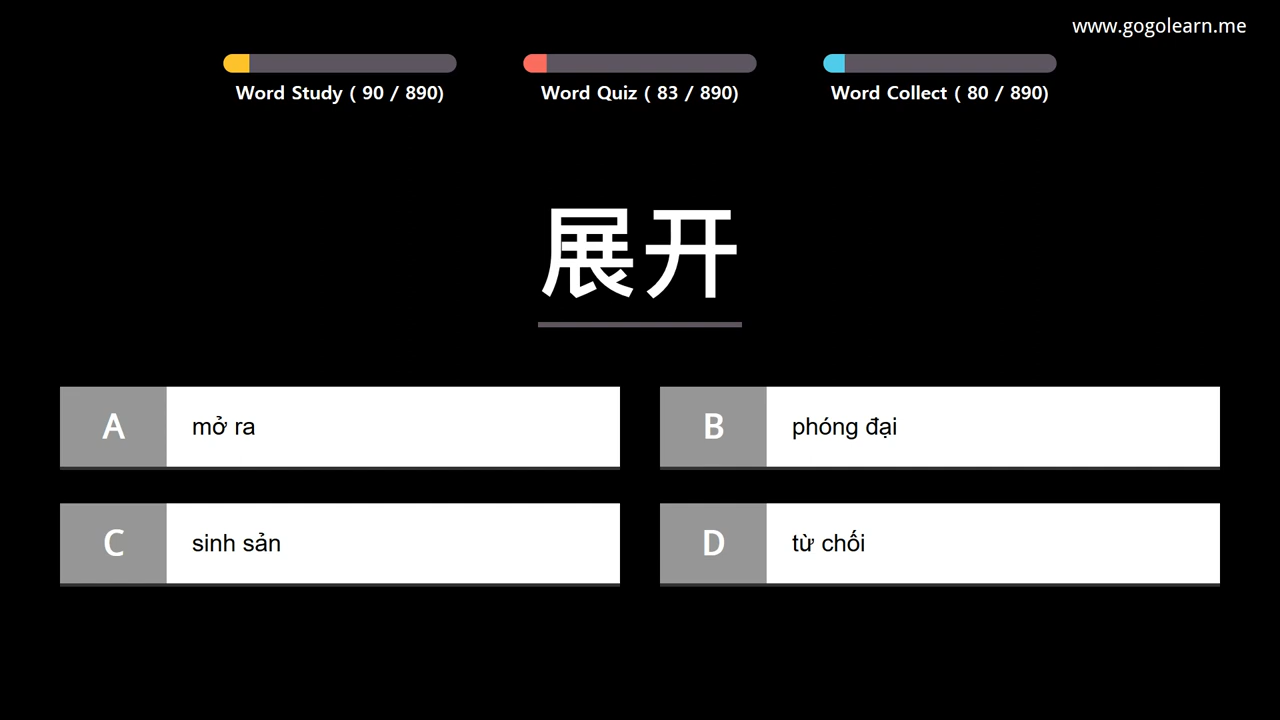 www.gogolearn.me
Word Study ( 90 / 890)
Word Quiz ( 83 / 890)
Word Collect ( 80 / 890)
展开
A mở ra
B phóng đại
C sinh sản
D từ chối